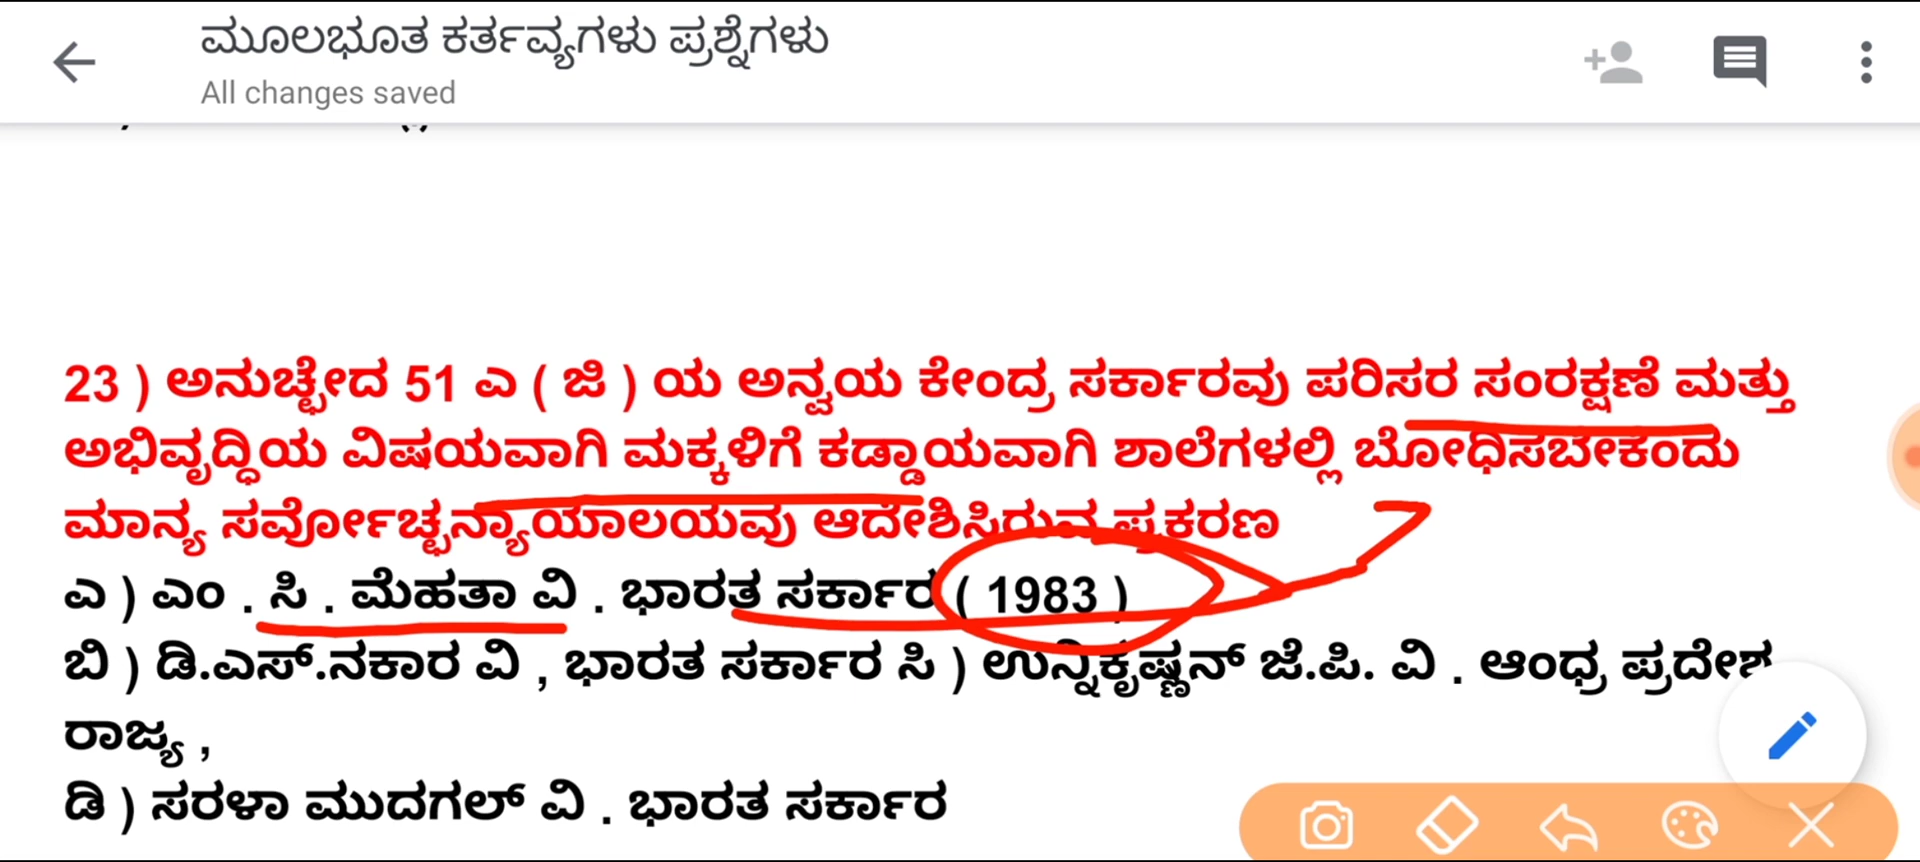 ಮೂಲಭೂತ ಕರ್ತವ್ಯಗಳು ಪ್ರಶ್ನೆಗಳು
All changes saved
23 ) ಅನುಚ್ಛೇದ 51 ಎ ( ಜಿ ) ಯ ಅನ್ವಯ ಕೇಂದ್ರ ಸರ್ಕಾರವು ಪರಿಸರ ಸಂರಕ್ಷಣೆ ಮತ್ತು
ಅಭಿವೃದ್ಧಿಯ ವಿಷಯವಾಗಿ ಮಕ್ಕಳಿಗೆ ಕಡ್ಡಾಯವಾಗಿ ಶಾಲೆಗಳಲ್ಲಿ ಬೋಧಿಸಬೇಕೆಂದು
ಮಾನ್ಯ ಸರ್ವೋಚ್ಛನ್ಯಾಯಾಲಯವು ಆದೇಶಿಸಿರುವ ಪ್ರಕರಣ
ಎ ) ಎಂ . ಸಿ . ಮೆಹತಾ ವಿ . ಭಾರತ ಸರ್ಕಾರ ( 1983 )
ಬಿ ) ಡಿ.ಎಸ್.ನಕಾರ ವಿ , ಭಾರತ ಸರ್ಕಾರ ಸಿ ) ಉನ್ನಿಕೃಷ್ಣನ್ ಜೆ.ಪಿ. ವಿ . ಆಂಧ್ರ ಪ್ರದೇಶ
ರಾಜ್ಯ ,
ಡಿ ) ಸರಳಾ ಮುದಗಲ್ ವಿ . ಭಾರತ ಸರ್ಕಾರ